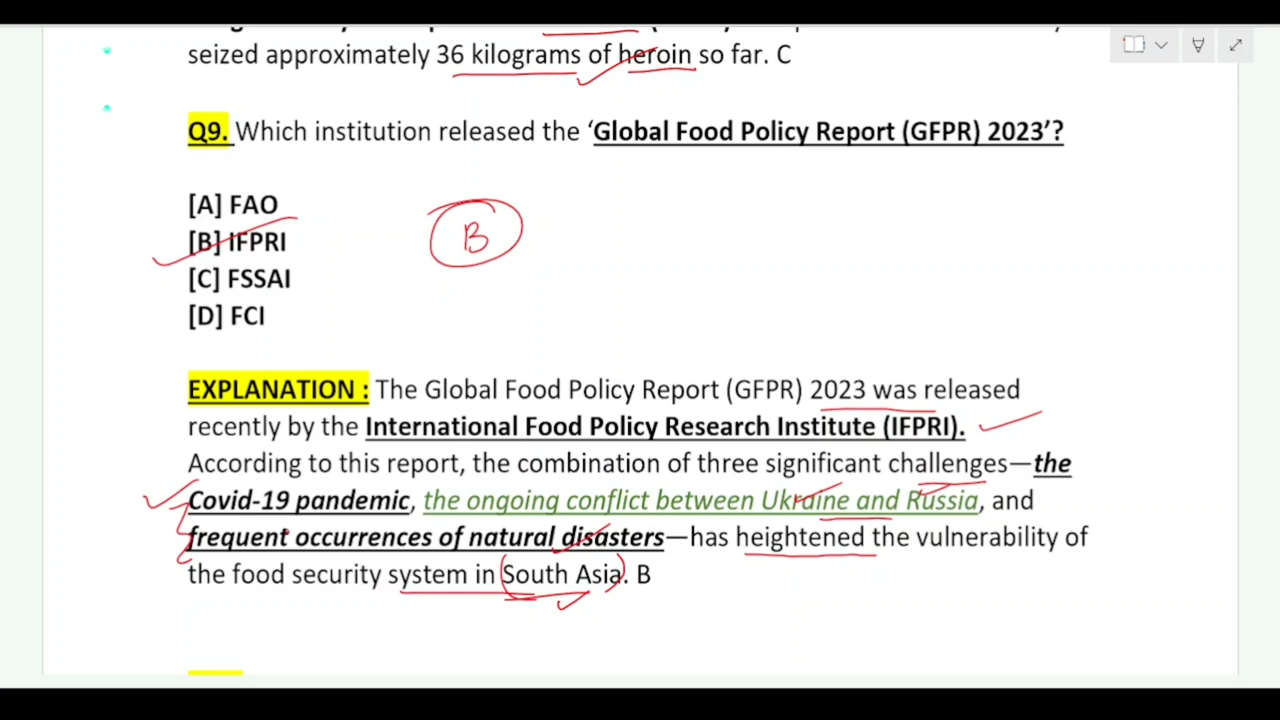 seized approximately 36 kilograms of heroin so far. C
Q9. Which institution released the ‘Global Food Policy Report (GFPR) 2023’?
[A] FAO
[B] IFPRI
B
[C] FSSAI
[D] FCI
EXPLANATION : The Global Food Policy Report (GFPR) 2023 was released
recently by the International Food Policy Research Institute (IFPRI).
According to this report, the combination of three significant challenges—the
Covid-19 pandemic, the ongoing conflict between Ukraine and Russia, and
frequent occurrences of natural disasters—has heightened the vulnerability of
the food security system in South Asia. B